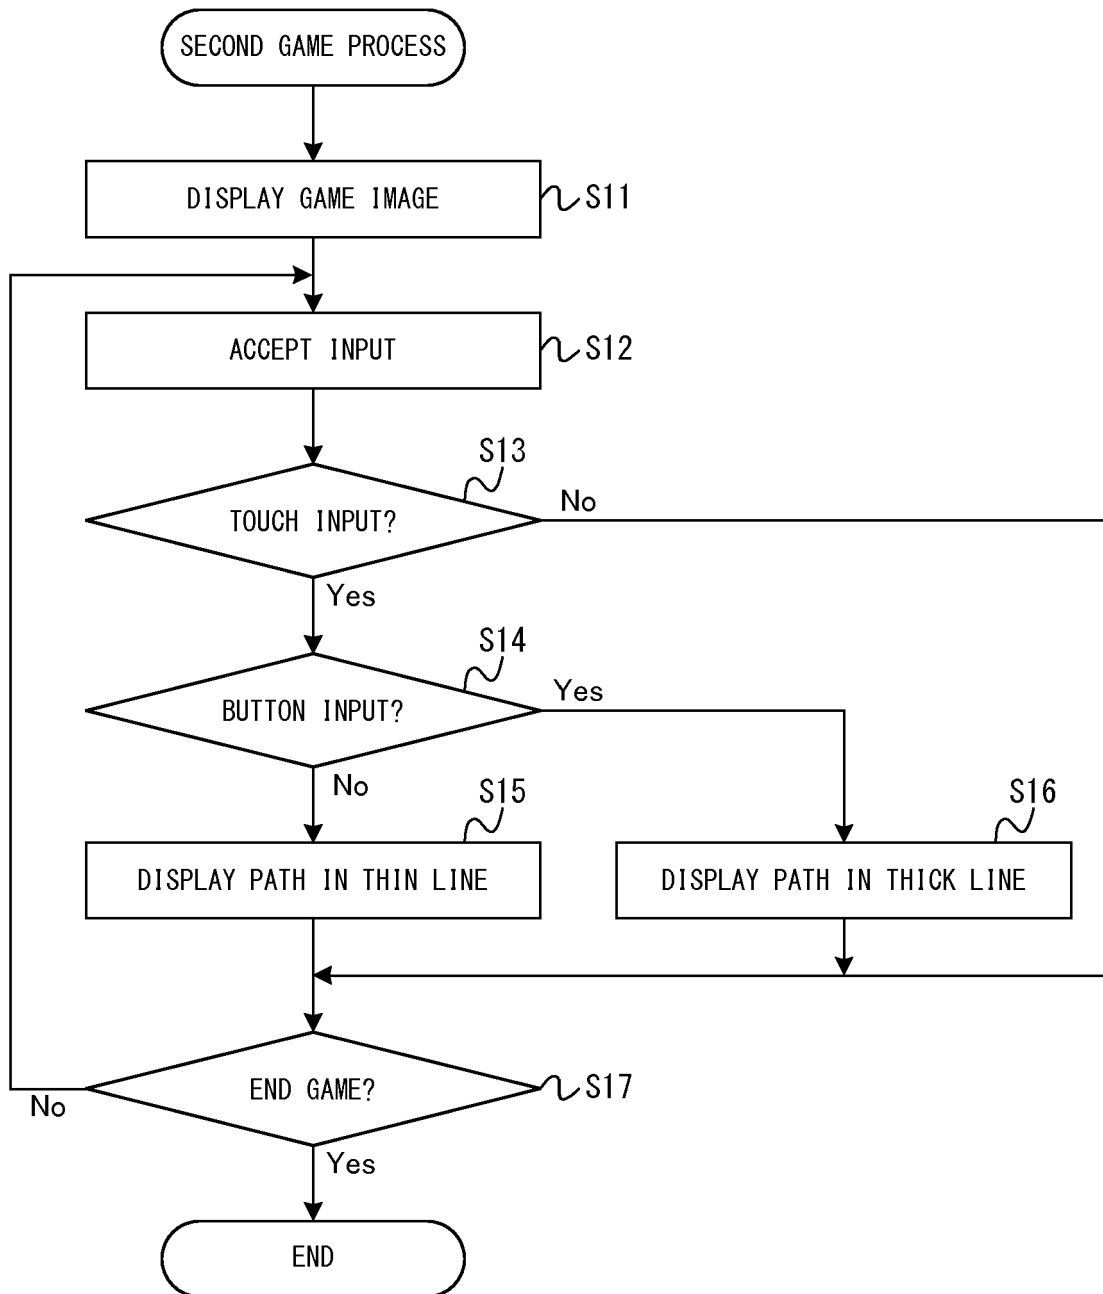 SECOND GAME PROCESS
DISPLAY GAME IMAGE
S11
ACCEPT INPUT
S12
S13
TOUCH INPUT?
No
Yes
S14
BUTTON INPUT?
Yes
No
S15
S16
DISPLAY PATH IN THIN LINE
DISPLAY PATH IN THICK LINE
END GAME?
S17
No
Yes
END